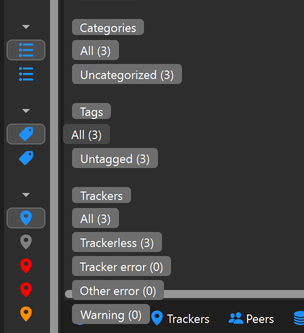 Categories
All (3)
Uncategorized (3)
Tags
All (3)
Untagged (3)
Trackers
All (3)
Trackerless (3)
Tracker error (0)
Other error (0)
Warning (0)
Trackers Peers